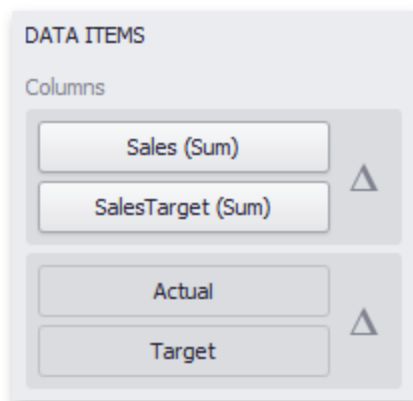 DATA ITEMS
Columns
Sales (Sum)
SalesTarget (Sum)
Δ
Actual
Target
Δ